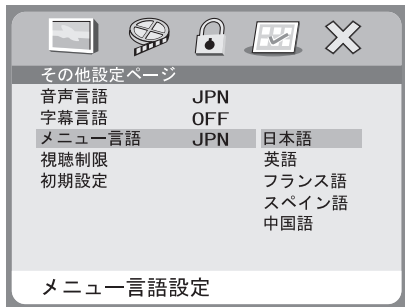 その他設定ページ
音声言語 JPN
字幕言語 OFF
メニュー言語 JPN 日本語
視聴制限 英語
初期設定 フランス語
スペイン語
中国語
メニュー言語設定